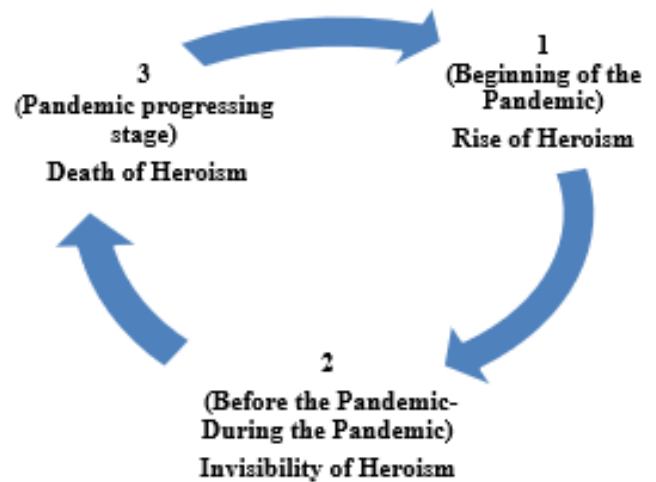 1
(Beginning of the
Pandemic)
Rise of Heroism
2
(Before the Pandemic-
During the Pandemic)
Invisibility of Heroism
3
(Pandemic progressing
stage)
Death of Heroism